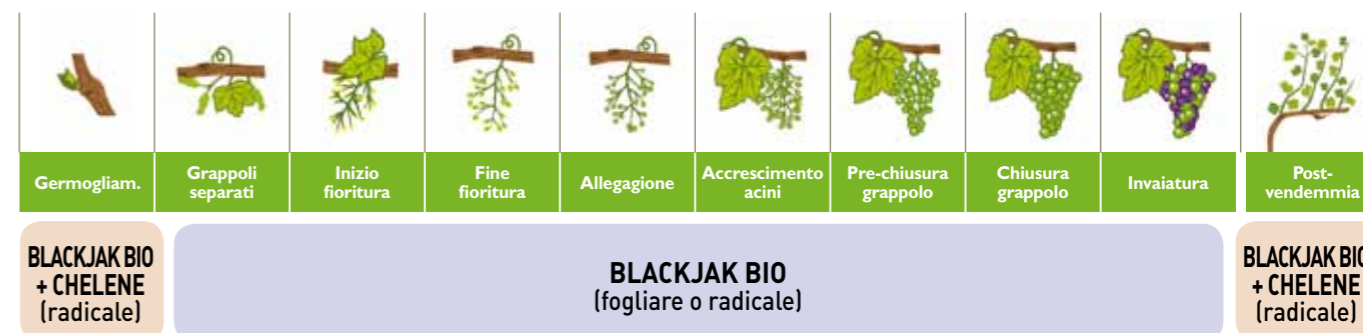 Germogliam.
Grappoli
separati
Inizio
fioritura
Fine
fioritura
Allegagione
Accrescimento
acini
Pre-chiusura
grappolo
Chiusura
grappolo
Invaiatura
Post-
vendemmia
BLACKJAK BIO
+ CHELENE
(radicale)
BLACKJAK BIO
(fogliare o radicale)
BLACKJAK BIO
+ CHELENE
(radicale)